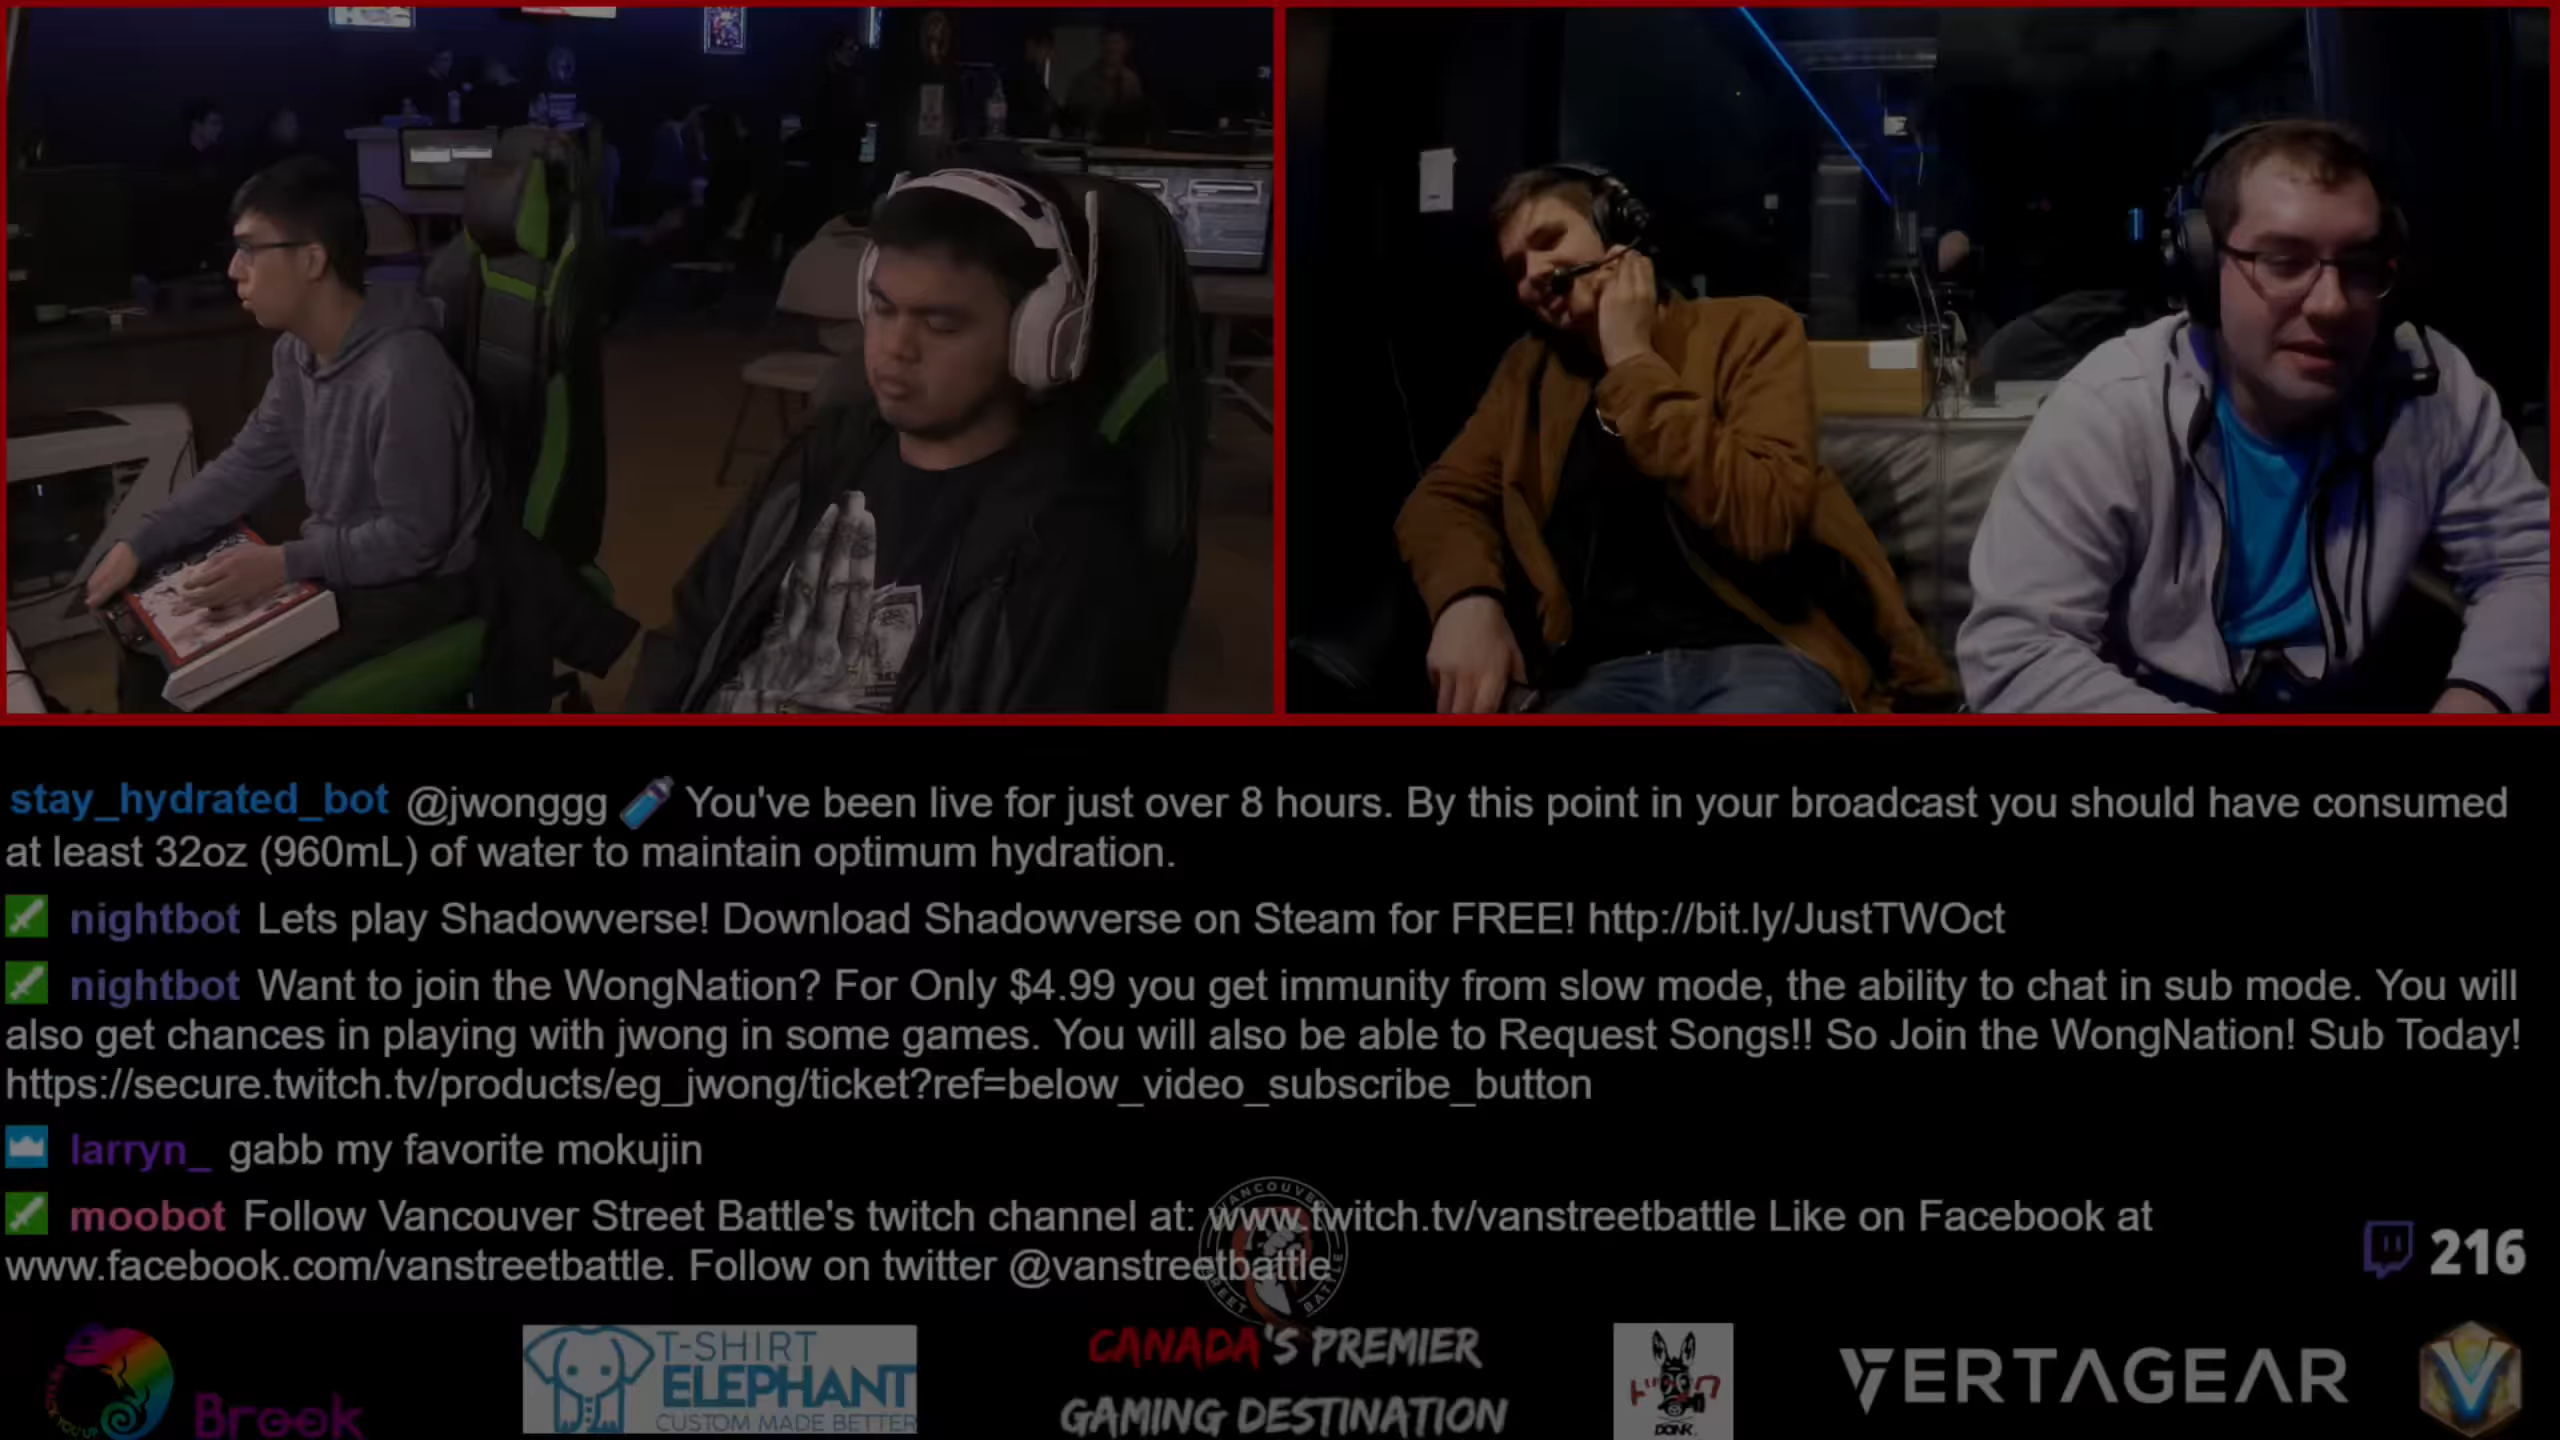 stay_hydrated_bot @jwonggg You've been live for just over 8 hours. By this point in your broadcast you should have consumed
at least 32oz (960mL) of water to maintain optimum hydration.
nightbot Lets play Shadowverse! Download Shadowverse on Steam for FREE! http://bit.ly/JustTWOct
nightbot Want to join the WongNation? For Only $4.99 you get immunity from slow mode, the ability to chat in sub mode. You will
also get chances in playing with jwong in some games. You will also be able to Request Songs!! So Join the WongNation! Sub Today!
https://secure.twitch.tv/products/eg_jwong/ticket?ref=below_video_subscribe_button
larryn_ gabb my favorite mokujin
moobot Follow Vancouver Street Battle's twitch channel at: www.twitch.tv/vanstreetbattle Like on Facebook at
www.facebook.com/vanstreetbattle. Follow on twitter @vanstreetbattle
VANCOUVER STREET BATTLE
216
Brook
T-SHIRT
ELEPHANT
CUSTOM MADE BETTER
CANADA'S PREMIER
GAMING DESTINATION
DONK
VERTAGEAR
V